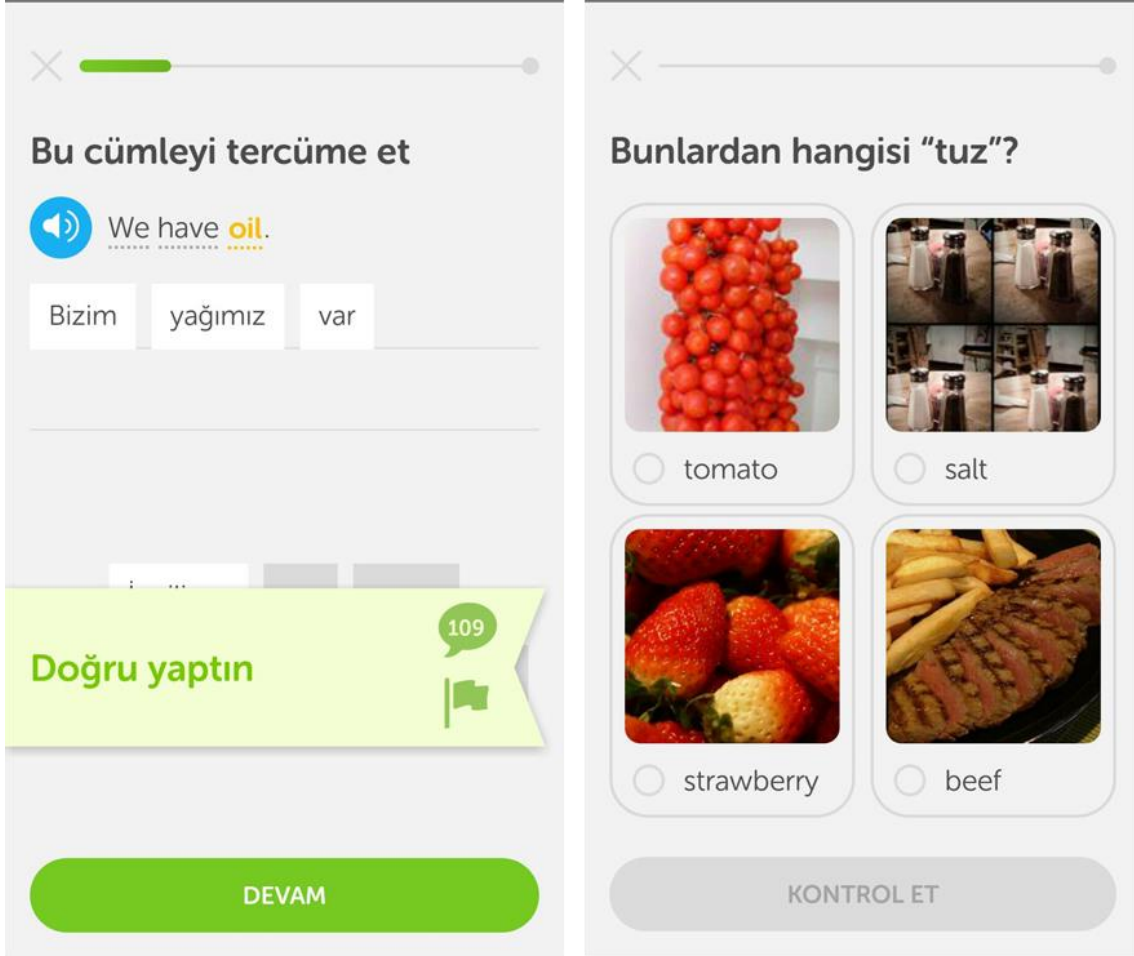 Bu cümleyi tercüme et
We have oil.
Bizim yağımız var
109
Doğru yaptın
DEVAM
Bunlardan hangisi “tuz”?
tomato
salt
strawberry
beef
KONTROL ET